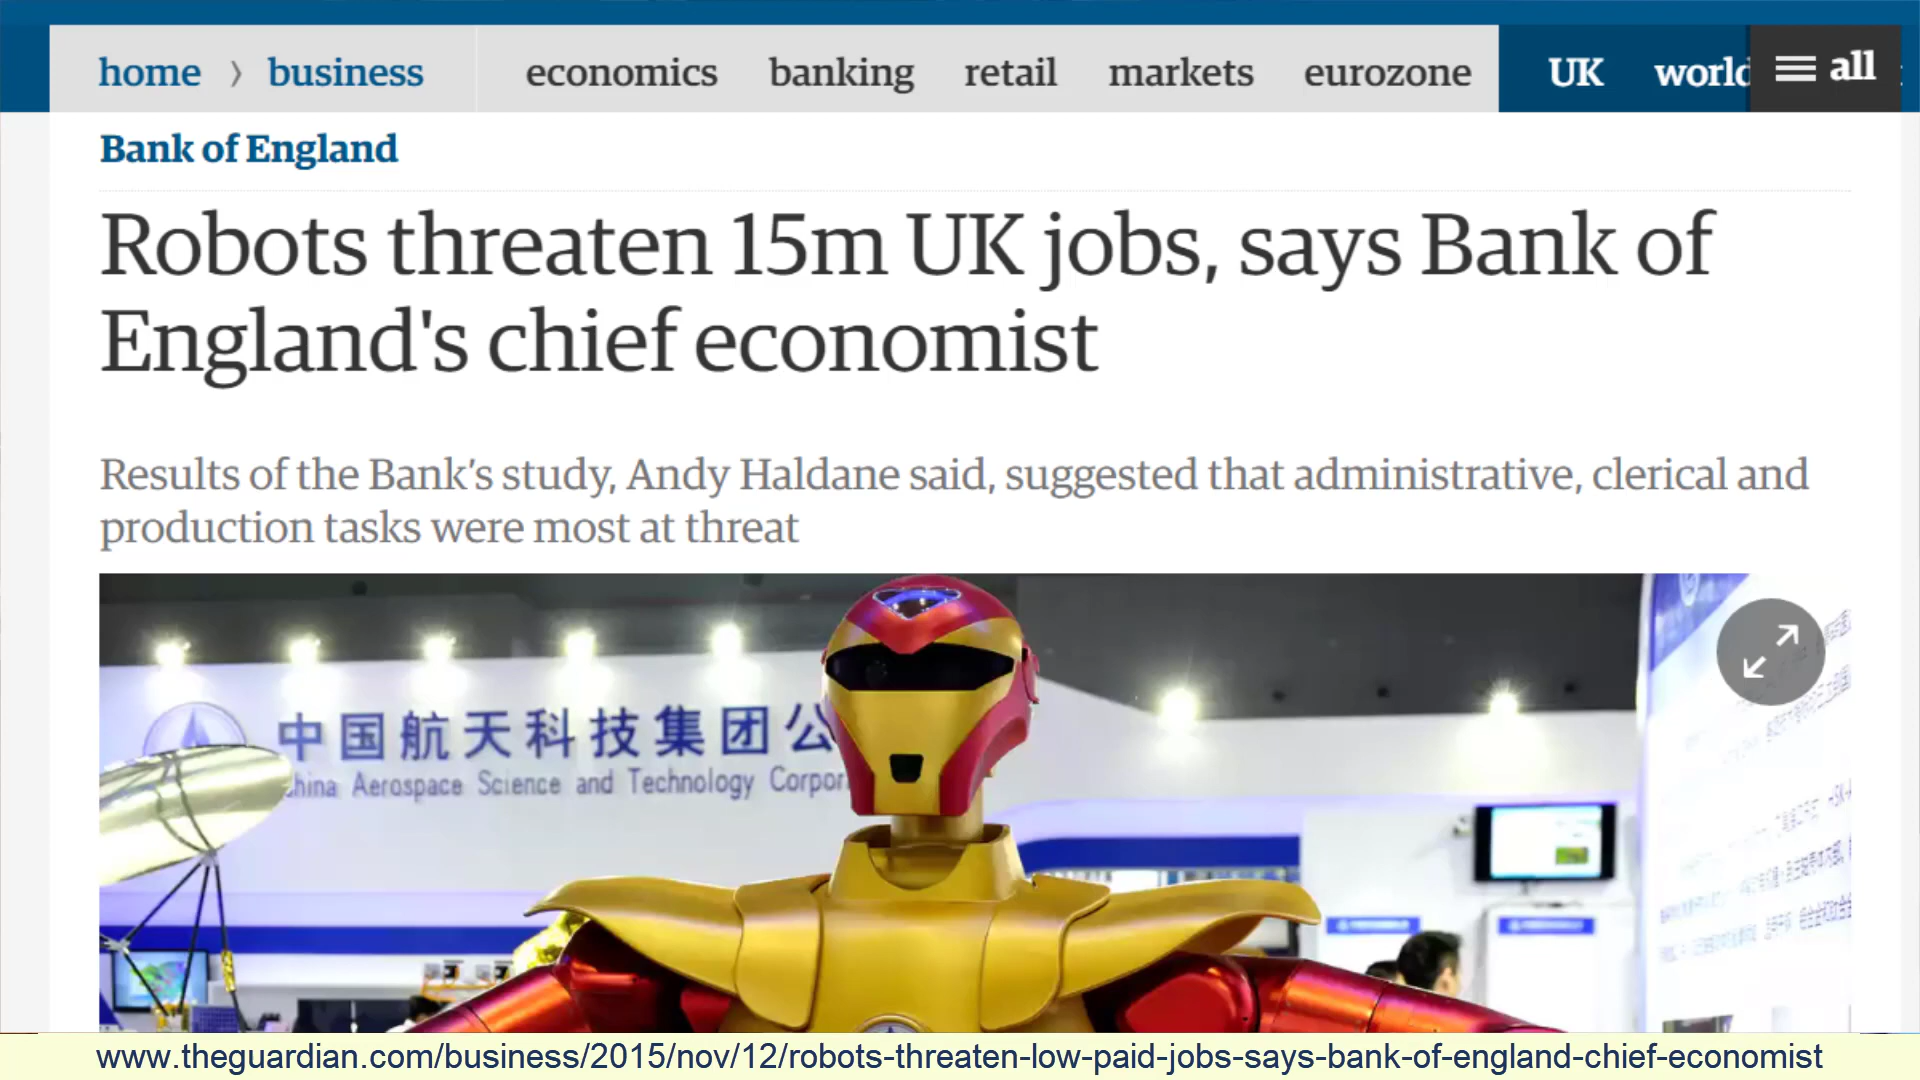 home › business economics banking retail markets eurozone UK world all
Bank of England
Robots threaten 15m UK jobs, says Bank of
England's chief economist
Results of the Bank’s study, Andy Haldane said, suggested that administrative, clerical and
production tasks were most at threat
中国航天科技集团公
China Aerospace Science and Technology Corpor
www.theguardian.com/business/2015/nov/12/robots-threaten-low-paid-jobs-says-bank-of-england-chief-economist